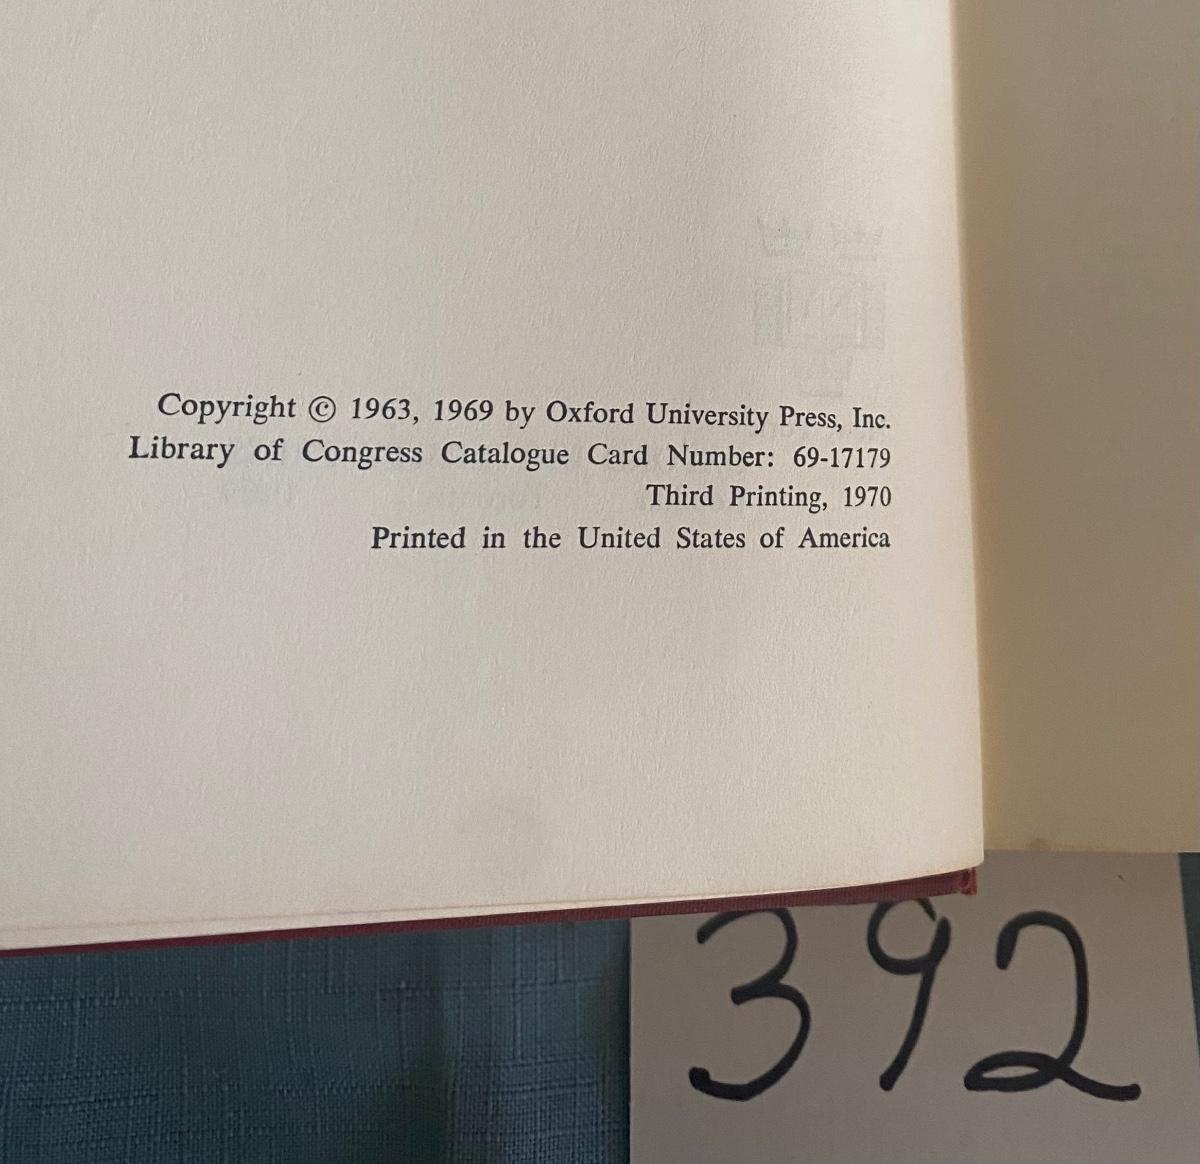 Copyright © 1963, 1969 by Oxford University Press, Inc.
Library of Congress Catalogue Card Number: 69-17179
Third Printing, 1970
Printed in the United States of America
392